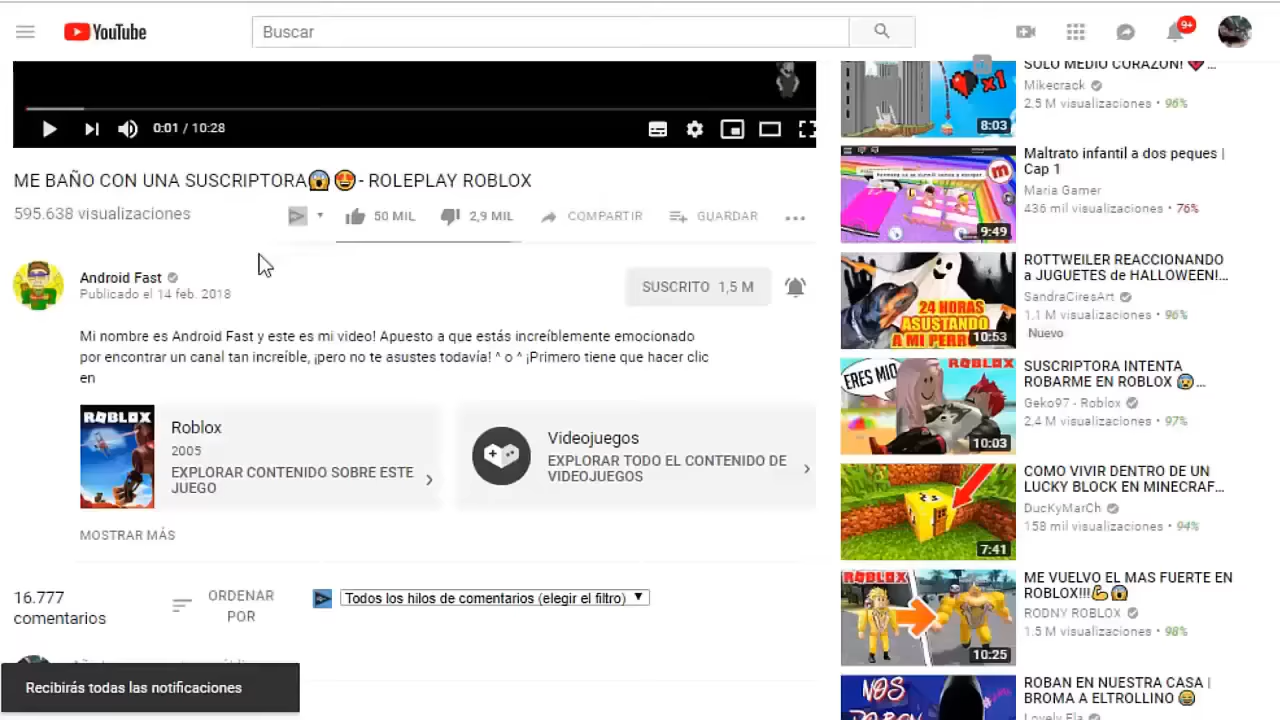 YouTube
Buscar
9+
0:01 / 10:28
ME BAÑO CON UNA SUSCRIPTORA😱🤩- ROLEPLAY ROBLOX
595.638 visualizaciones
50 MIL
2,9 MIL
COMPARTIR
GUARDAR
Android Fast
Publicado el 14 feb. 2018
SUSCRITO 1,5 M
Mi nombre es Android Fast y este es mi video! Apuesto a que estás increíblemente emocionado
por encontrar un canal tan increíble, ¡pero no te asustes todavía! ^ o ^ ¡Primero tiene que hacer clic
en
ROBLOX
Roblox
2005
EXPLORAR CONTENIDO SOBRE ESTE
JUEGO
Videojuegos
EXPLORAR TODO EL CONTENIDO DE
VIDEOJUEGOS
MOSTRAR MÁS
16.777
comentarios
ORDENAR
POR
Todos los hilos de comentarios (elegir el filtro)
Recibirás todas las notificaciones
x1
8:03
SOLO MEDIO CORAZÓN! 💔...
Mikecrack
2,5 M visualizaciones • 96%
m
9:49
Maltrato infantil a dos peques |
Cap 1
Maria Gamer
436 mil visualizaciones • 76%
24 HORAS
ASUSTANDO
A MI PERRO
10:53
ROTTWEILER REACCIONANDO
a JUGUETES de HALLOWEEN!...
SandraCiresArt
1,1 M visualizaciones • 96%
Nuevo
ERES MIO
ROBLOX
10:03
SUSCRIPTORA INTENTA
ROBARME EN ROBLOX 😰...
Geko97 - Roblox
2,4 M visualizaciones • 97%
7:41
COMO VIVIR DENTRO DE UN
LUCKY BLOCK EN MINECRAF...
DucKyMarCh
158 mil visualizaciones • 94%
ROBLOX
10:25
ME VUELVO EL MAS FUERTE EN
ROBLOX!!!💪😱
RODNY ROBLOX
1,5 M visualizaciones • 98%
NOS
ROBAN EN NUESTRA CASA |
BROMA A ELTROLLINO 😂
Lovely Ela